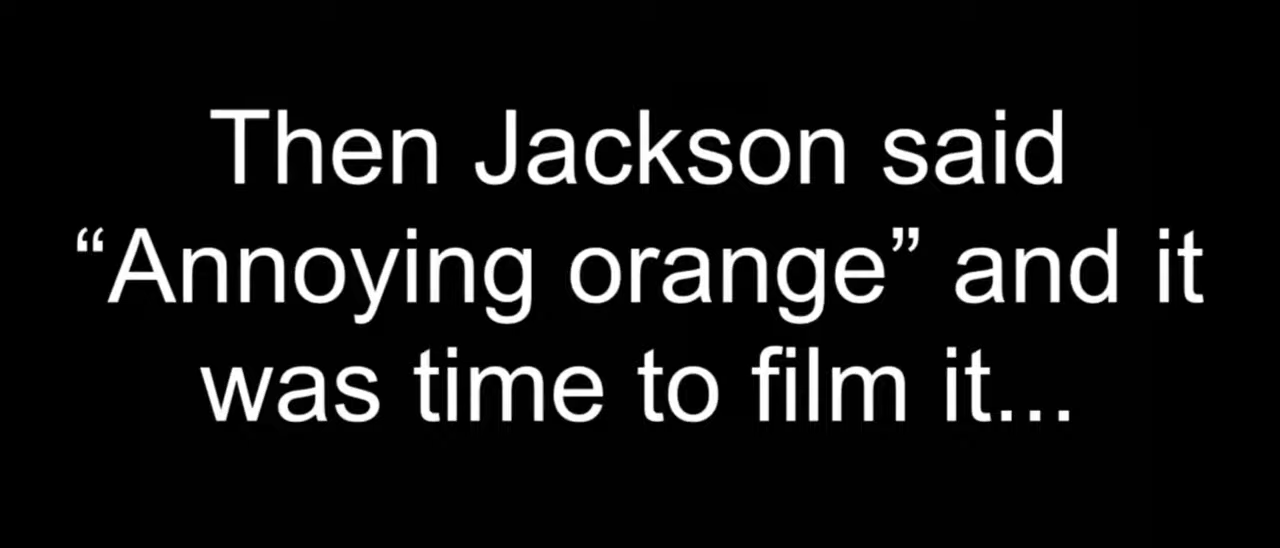 Then Jackson said
“Annoying orange” and it
was time to film it...